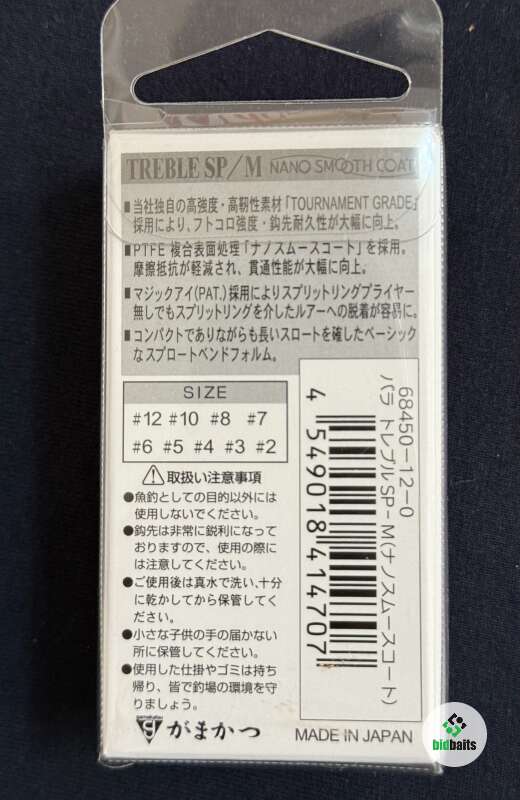 TREBLE SP/M NANO SMOOTH COAT
■当社独自の高強度・高靭性素材「TOURNAMENT GRADE」
採用により、フトコロ強度・鈎先耐久性が大幅に向上。
■PTFE 複合表面処理「ナノスムースコート」を採用。
摩擦抵抗が軽減され、貫通性能が大幅に向上。
■マジックアイ(PAT.)採用によりスプリットリングプライヤー
無しでもスプリットリングを介したルアーへの脱着が容易に。
■コンパクトでありながらも長いスロートを確したベーシック
なスプロートベンドフォルム。
SIZE
#12 #10 #8 #7
#6 #5 #4 #3 #2
⚠取扱い注意事項
●魚釣としての目的以外には
使用しないでください。
●鈎先は非常に鋭利になって
おりますので、使用の際に
は注意してください。
●ご使用後は真水で洗い、十分
に乾かしてから保管してく
ださい。
●小さな子供の手の届かない
所に保管してください。
●使用した仕掛やゴミは持ち
帰り、皆で釣場の環境を守
りましょう。
68450-12-0
バラ トレブルSP-M(ナノスムースコート)
4 549018 414707
がまかつ
MADE IN JAPAN
bidbaits